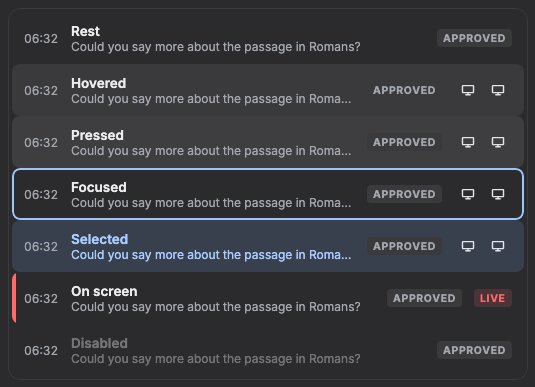 06:32 Rest APPROVED
Could you say more about the passage in Romans?
06:32 Hovered APPROVED
Could you say more about the passage in Roma...
06:32 Pressed APPROVED
Could you say more about the passage in Roma...
06:32 Focused APPROVED
Could you say more about the passage in Roma...
06:32 Selected APPROVED
Could you say more about the passage in Roma...
06:32 On screen APPROVED LIVE
Could you say more about the passage in Romans?
06:32 Disabled APPROVED
Could you say more about the passage in Romans?